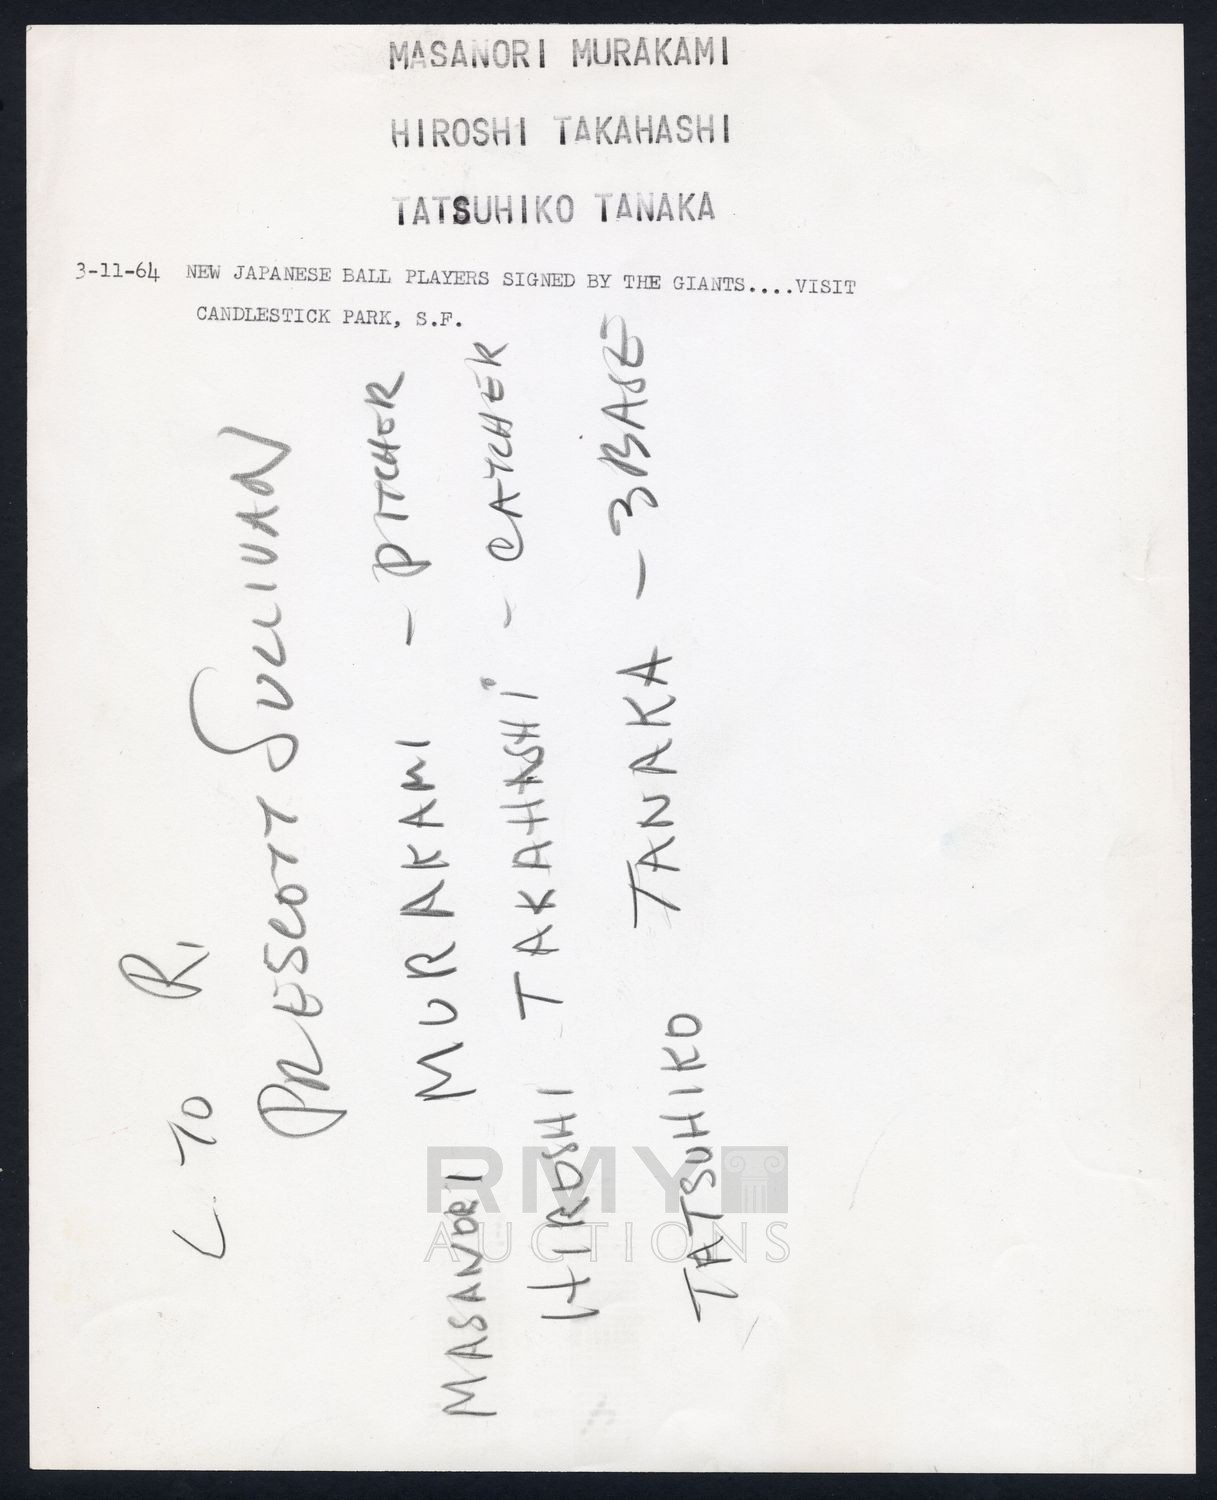 MASANORI MURAKAMI
HIROSHI TAKAHASHI
TATSUHIKO TANAKA
3-11-64 NEW JAPANESE BALL PLAYERS SIGNED BY THE GIANTS....VISIT
CANDLESTICK PARK, S.F.
L TO R.
PRESCOTT SULLIVAN
MASANORI MURAKAMI - PITCHER
HIROSHI TAKAHASHI - CATCHER
TATSUHIKO TANAKA - 3 BASE
RMY
AUCTIONS